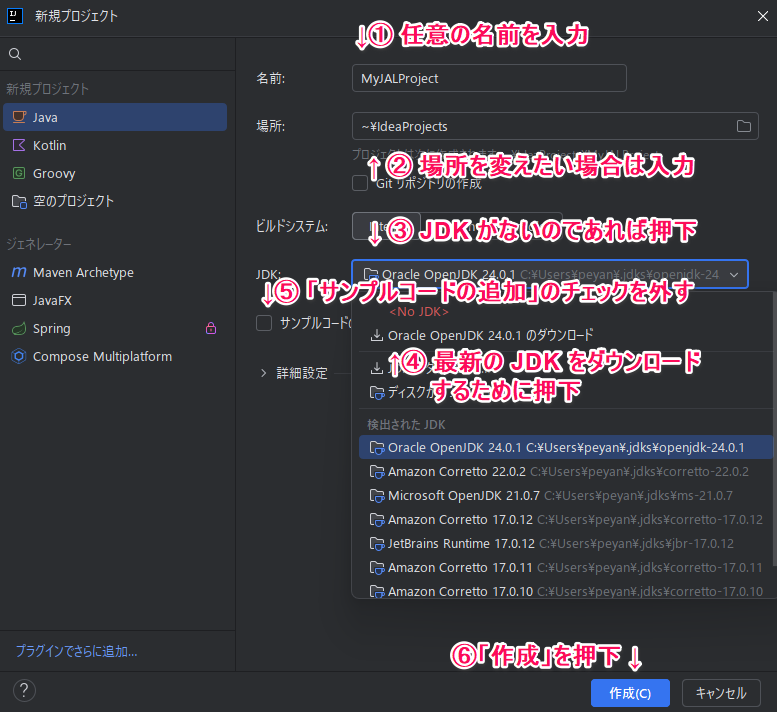 新規プロジェクト
↓① 任意の名前を入力
新規プロジェクト
Java
Kotlin
Groovy
空のプロジェクト
ジェネレーター
Maven Archetype
JavaFX
Spring
Compose Multiplatform
プラグインでさらに追加...
名前:
MyJALProject
場所:
~¥IdeaProjects
↑② 場所を変えたい場合は入力
Git リポジトリの作成
ビルドシステム:
↓③ JDK がないのであれば押下
JDK:
Oracle OpenJDK 24.0.1 C:¥Users¥peyan¥.jdks¥openjdk-24
↓⑤「サンプルコードの追加」のチェックを外す
サンプルコードの
<No JDK>
Oracle OpenJDK 24.0.1 のダウンロード
↑④ 最新の JDK をダウンロード
するために押下
詳細設定
ディスクか
検出された JDK
Oracle OpenJDK 24.0.1 C:¥Users¥peyan¥.jdks¥openjdk-24.0.1
Amazon Corretto 22.0.2 C:¥Users¥peyan¥.jdks¥corretto-22.0.2
Microsoft OpenJDK 21.0.7 C:¥Users¥peyan¥.jdks¥ms-21.0.7
Amazon Corretto 17.0.12 C:¥Users¥peyan¥.jdks¥corretto-17.0.12
JetBrains Runtime 17.0.12 C:¥Users¥peyan¥.jdks¥jbr-17.0.12
Amazon Corretto 17.0.11 C:¥Users¥peyan¥.jdks¥corretto-17.0.11
Amazon Corretto 17.0.10 C:¥Users¥peyan¥.jdks¥corretto-17.0.10
⑥「作成」を押下↓
?
作成(C)
キャンセル